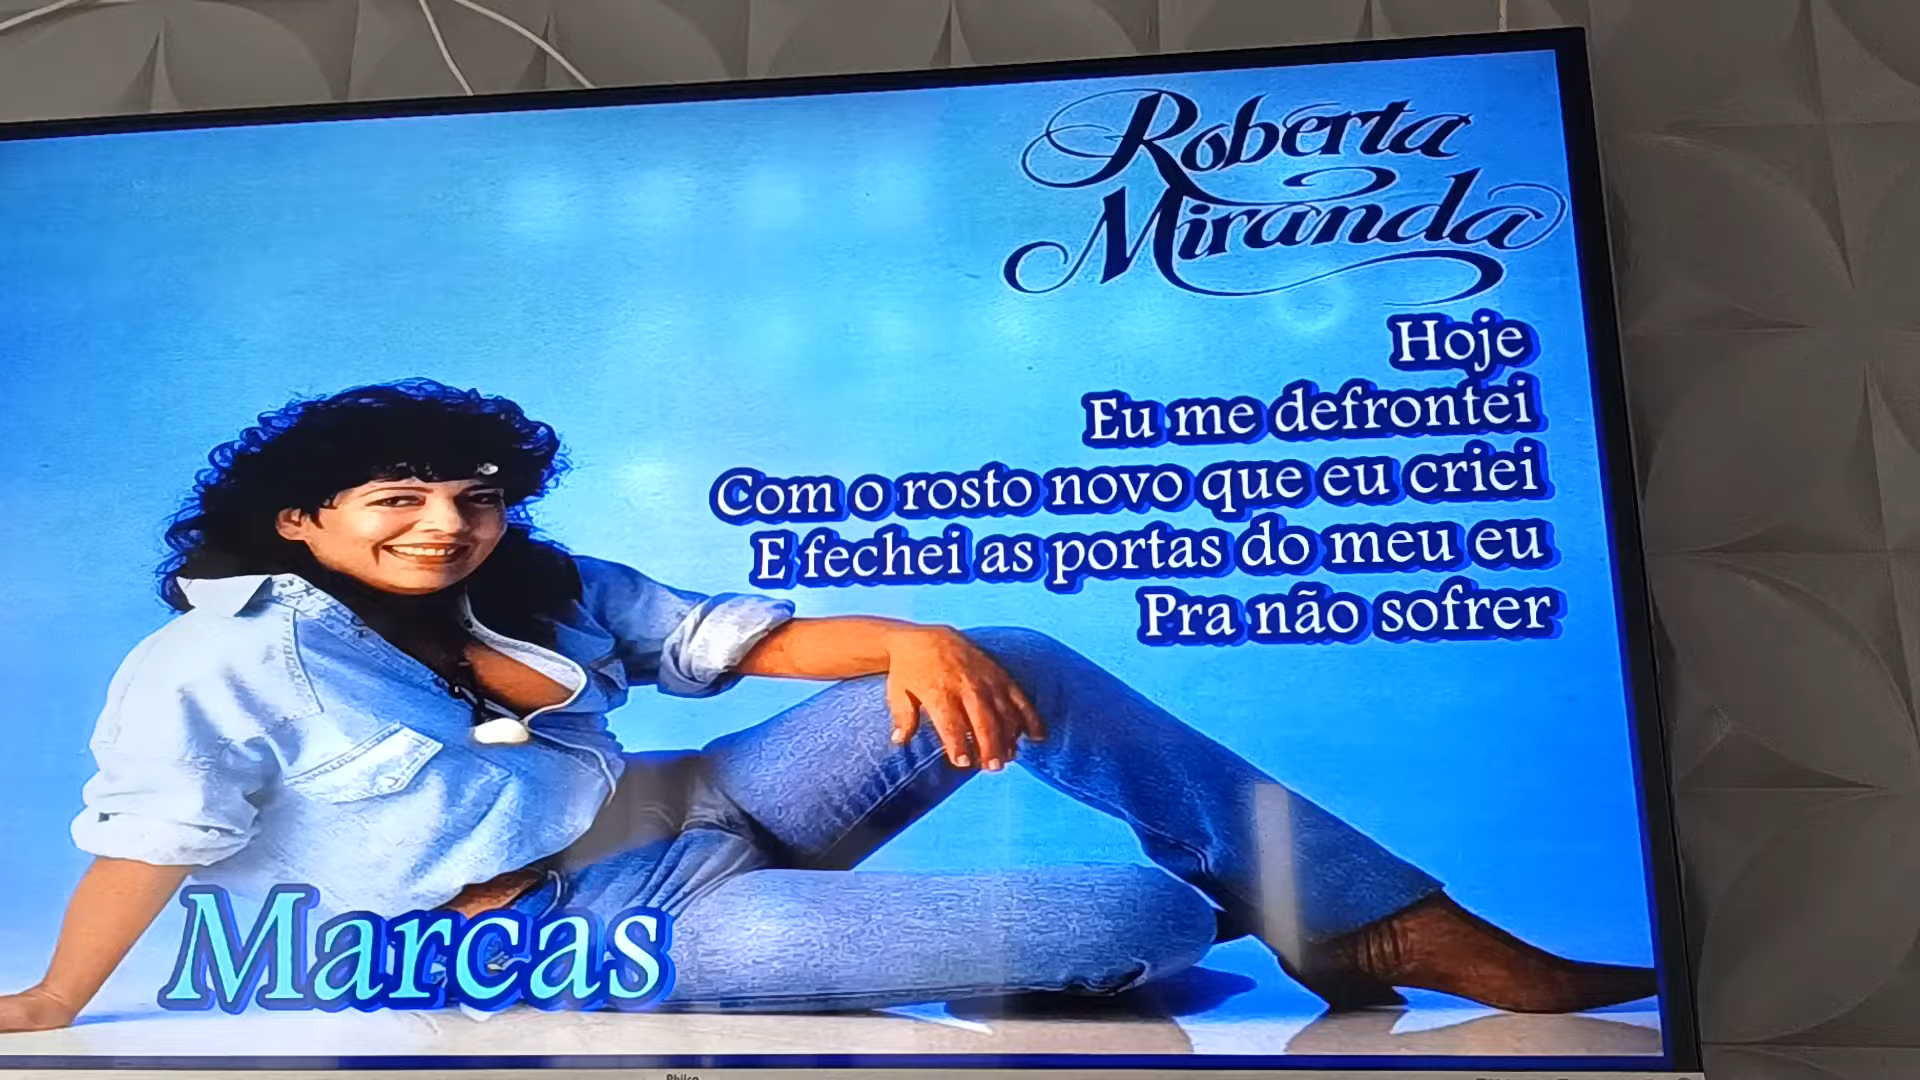 Roberta
Miranda
Hoje
Eu me defrontei
Com o rosto novo que eu criei
E fechei as portas do meu eu
Pra não sofrer
Marcas
Philco